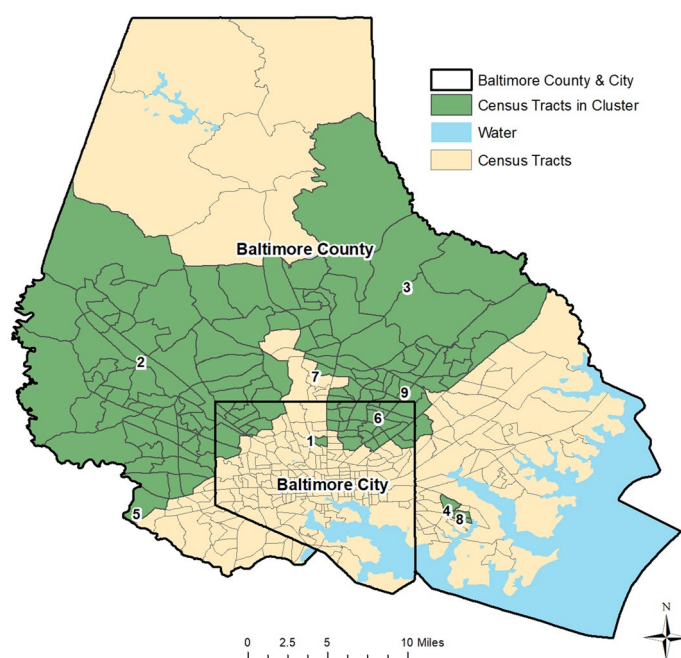 Baltimore County & City
Census Tracts in Cluster
Water
Census Tracts
Baltimore County
3
2
7
9
6
1
Baltimore City
4
8
5
N
0 2.5 5 10 Miles